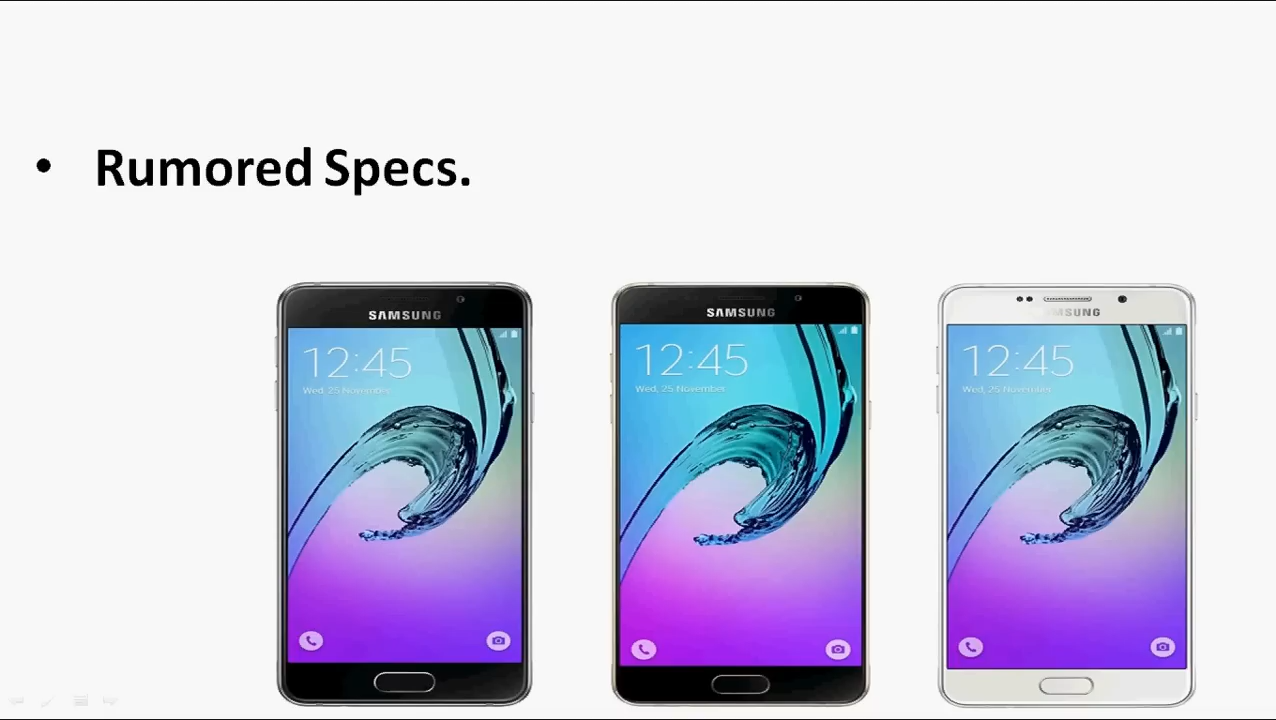 • Rumored Specs.
SAMSUNG
12:45
Wed, 25 November
SAMSUNG
12:45
Wed, 25 November
SAMSUNG
12:45
Wed, 25 November